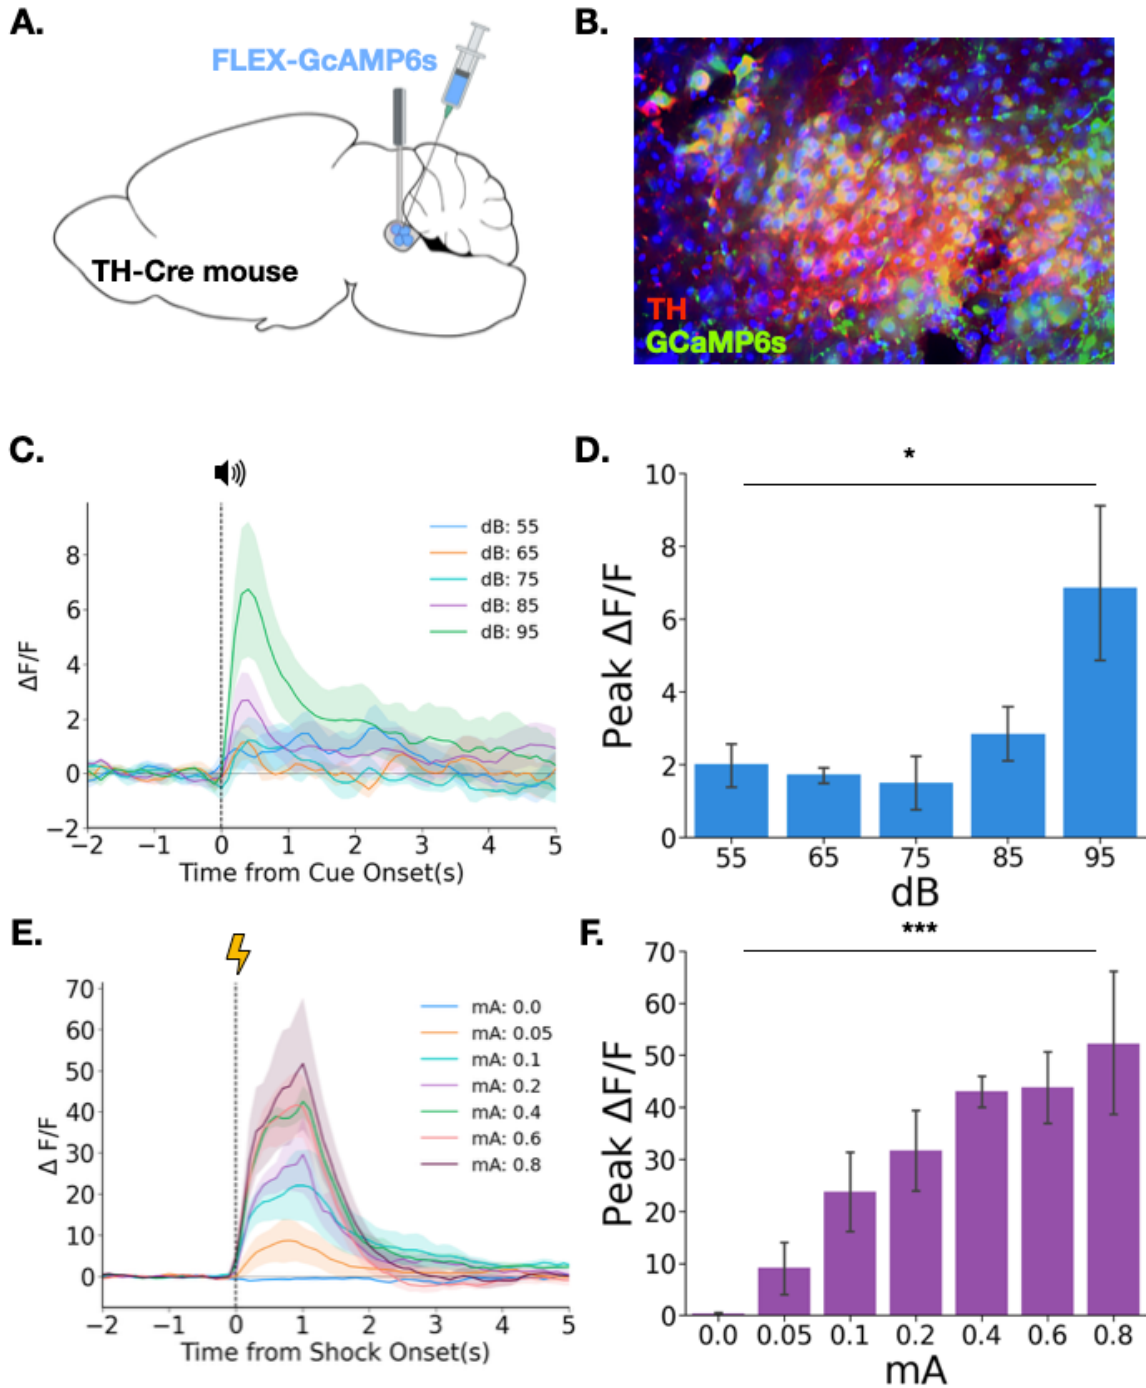 A.
FLEX-GcAMP6s
TH-Cre mouse
B.
TH
GCaMP6s
C.
dB: 55
dB: 65
dB: 75
dB: 85
dB: 95
ΔF/F
8
6
4
2
0
−2
−2 −1 0 1 2 3 4 5
Time from Cue Onset(s)
D.
*
Peak ΔF/F
10
8
6
4
2
0
55 65 75 85 95
dB
E.
mA: 0.0
mA: 0.05
mA: 0.1
mA: 0.2
mA: 0.4
mA: 0.6
mA: 0.8
Δ F/F
70
60
50
40
30
20
10
0
−2 −1 0 1 2 3 4 5
Time from Shock Onset(s)
F.
***
Peak ΔF/F
70
60
50
40
30
20
10
0
0.0 0.05 0.1 0.2 0.4 0.6 0.8
mA